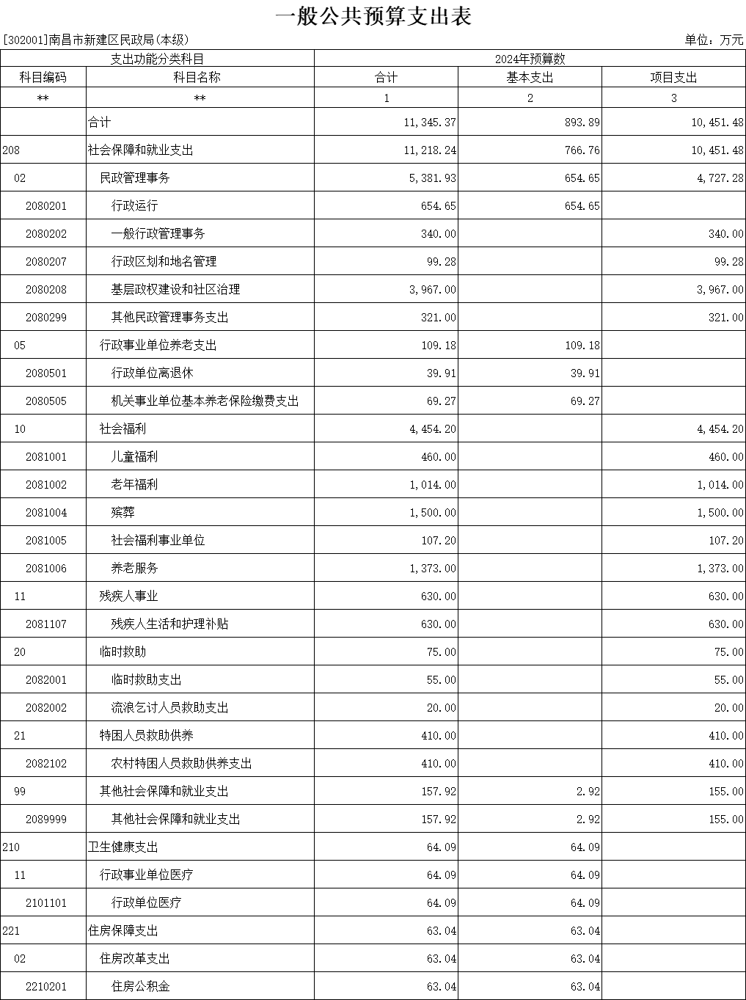 一般公共预算支出表
[302001]南昌市新建区民政局(本级) 单位：万元
支出功能分类科目 2024年预算数
科目编码 科目名称 合计 基本支出 项目支出
** ** 1 2 3
合计 11,345.37 893.89 10,451.48
208 社会保障和就业支出 11,218.24 766.76 10,451.48
02 民政管理事务 5,381.93 654.65 4,727.28
2080201 行政运行 654.65 654.65
2080202 一般行政管理事务 340.00 340.00
2080207 行政区划和地名管理 99.28 99.28
2080208 基层政权建设和社区治理 3,967.00 3,967.00
2080299 其他民政管理事务支出 321.00 321.00
05 行政事业单位养老支出 109.18 109.18
2080501 行政单位离退休 39.91 39.91
2080505 机关事业单位基本养老保险缴费支出 69.27 69.27
10 社会福利 4,454.20 4,454.20
2081001 儿童福利 460.00 460.00
2081002 老年福利 1,014.00 1,014.00
2081004 殡葬 1,500.00 1,500.00
2081005 社会福利事业单位 107.20 107.20
2081006 养老服务 1,373.00 1,373.00
11 残疾人事业 630.00 630.00
2081107 残疾人生活和护理补贴 630.00 630.00
20 临时救助 75.00 75.00
2082001 临时救助支出 55.00 55.00
2082002 流浪乞讨人员救助支出 20.00 20.00
21 特困人员救助供养 410.00 410.00
2082102 农村特困人员救助供养支出 410.00 410.00
99 其他社会保障和就业支出 157.92 2.92 155.00
2089999 其他社会保障和就业支出 157.92 2.92 155.00
210 卫生健康支出 64.09 64.09
11 行政事业单位医疗 64.09 64.09
2101101 行政单位医疗 64.09 64.09
221 住房保障支出 63.04 63.04
02 住房改革支出 63.04 63.04
2210201 住房公积金 63.04 63.04